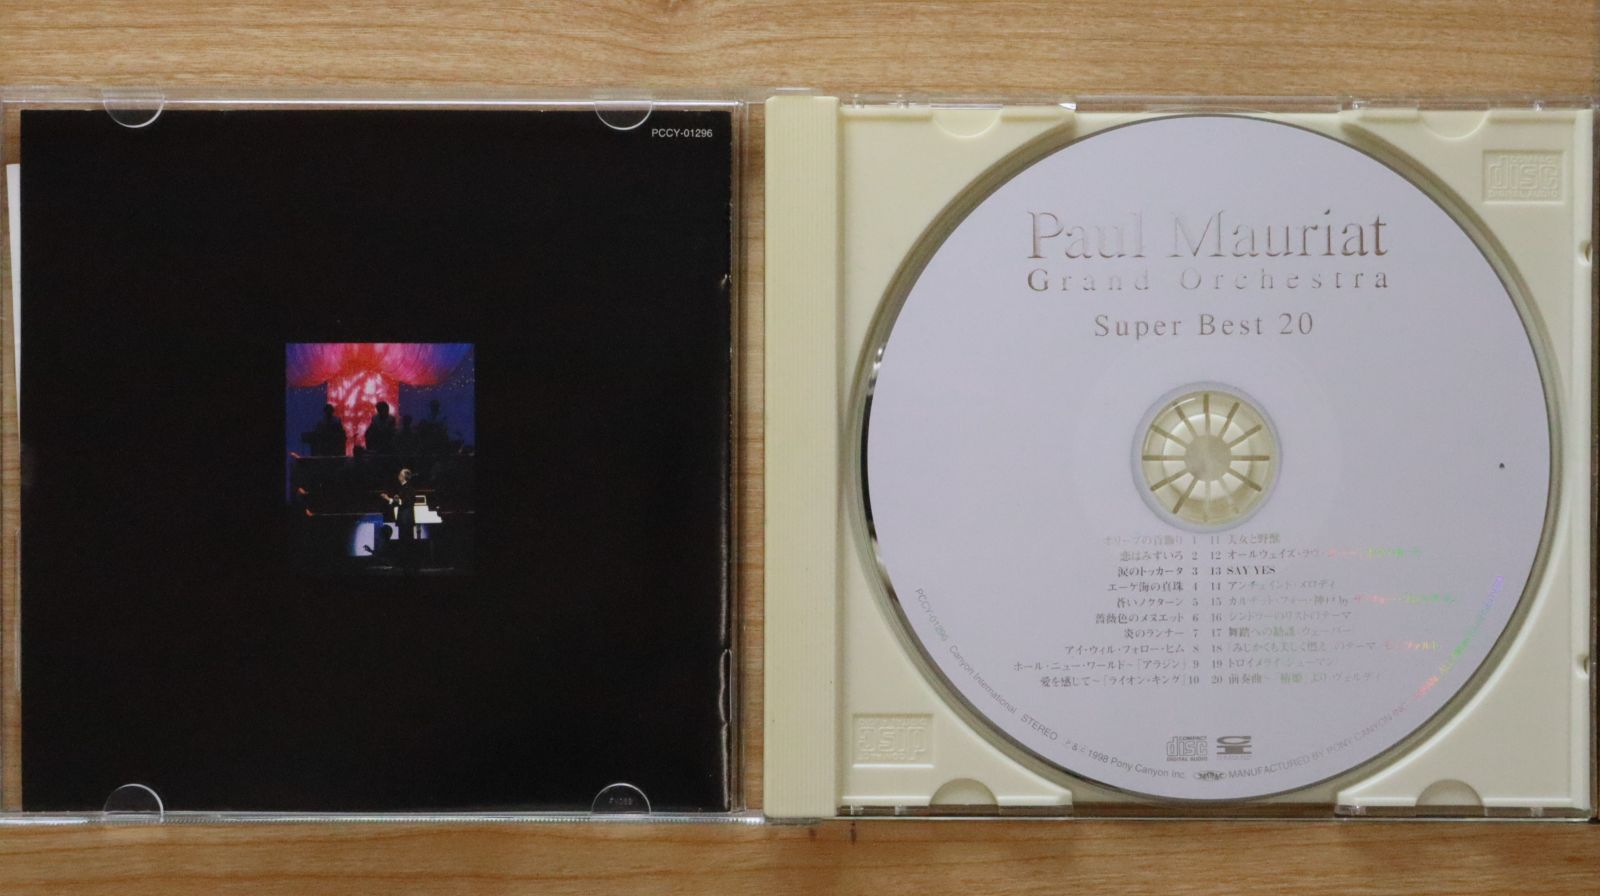 PCCY-01296
Paul Mauriat
Grand Orchestra
Super Best 20
オリーブの首飾り 1
恋はみずいろ 2
涙のトッカータ 3
エーゲ海の真珠 4
蒼いノクターン 5
薔薇色のメヌエット 6
炎のランナー 7
アイ・ウィル・フォロー・ヒム 8
ホール・ニュー・ワールド〜「アラジン」 9
愛を感じて〜「ライオン・キング」 10
11 美女と野獣
12 オールウェイズ・ラヴ・
13 SAY YES
14 アンチェインド・メロディ
15 カルテット・フォー・神戸 by
16 シンドラーのリストのテーマ
17 舞踏への勧誘・ウェーバー
18 「みじかくも美しく燃え」のテーマ モーツァルト
19 トロイメライ・シューマン
20 前奏曲〜「椿姫」より・ヴェルディ
PCCY-01296 Canyon International STEREO ℗&© 1998 Pony Canyon Inc. MANUFACTURED BY PONY CANYON INC.
COMPACT
disc
DIGITAL AUDIO